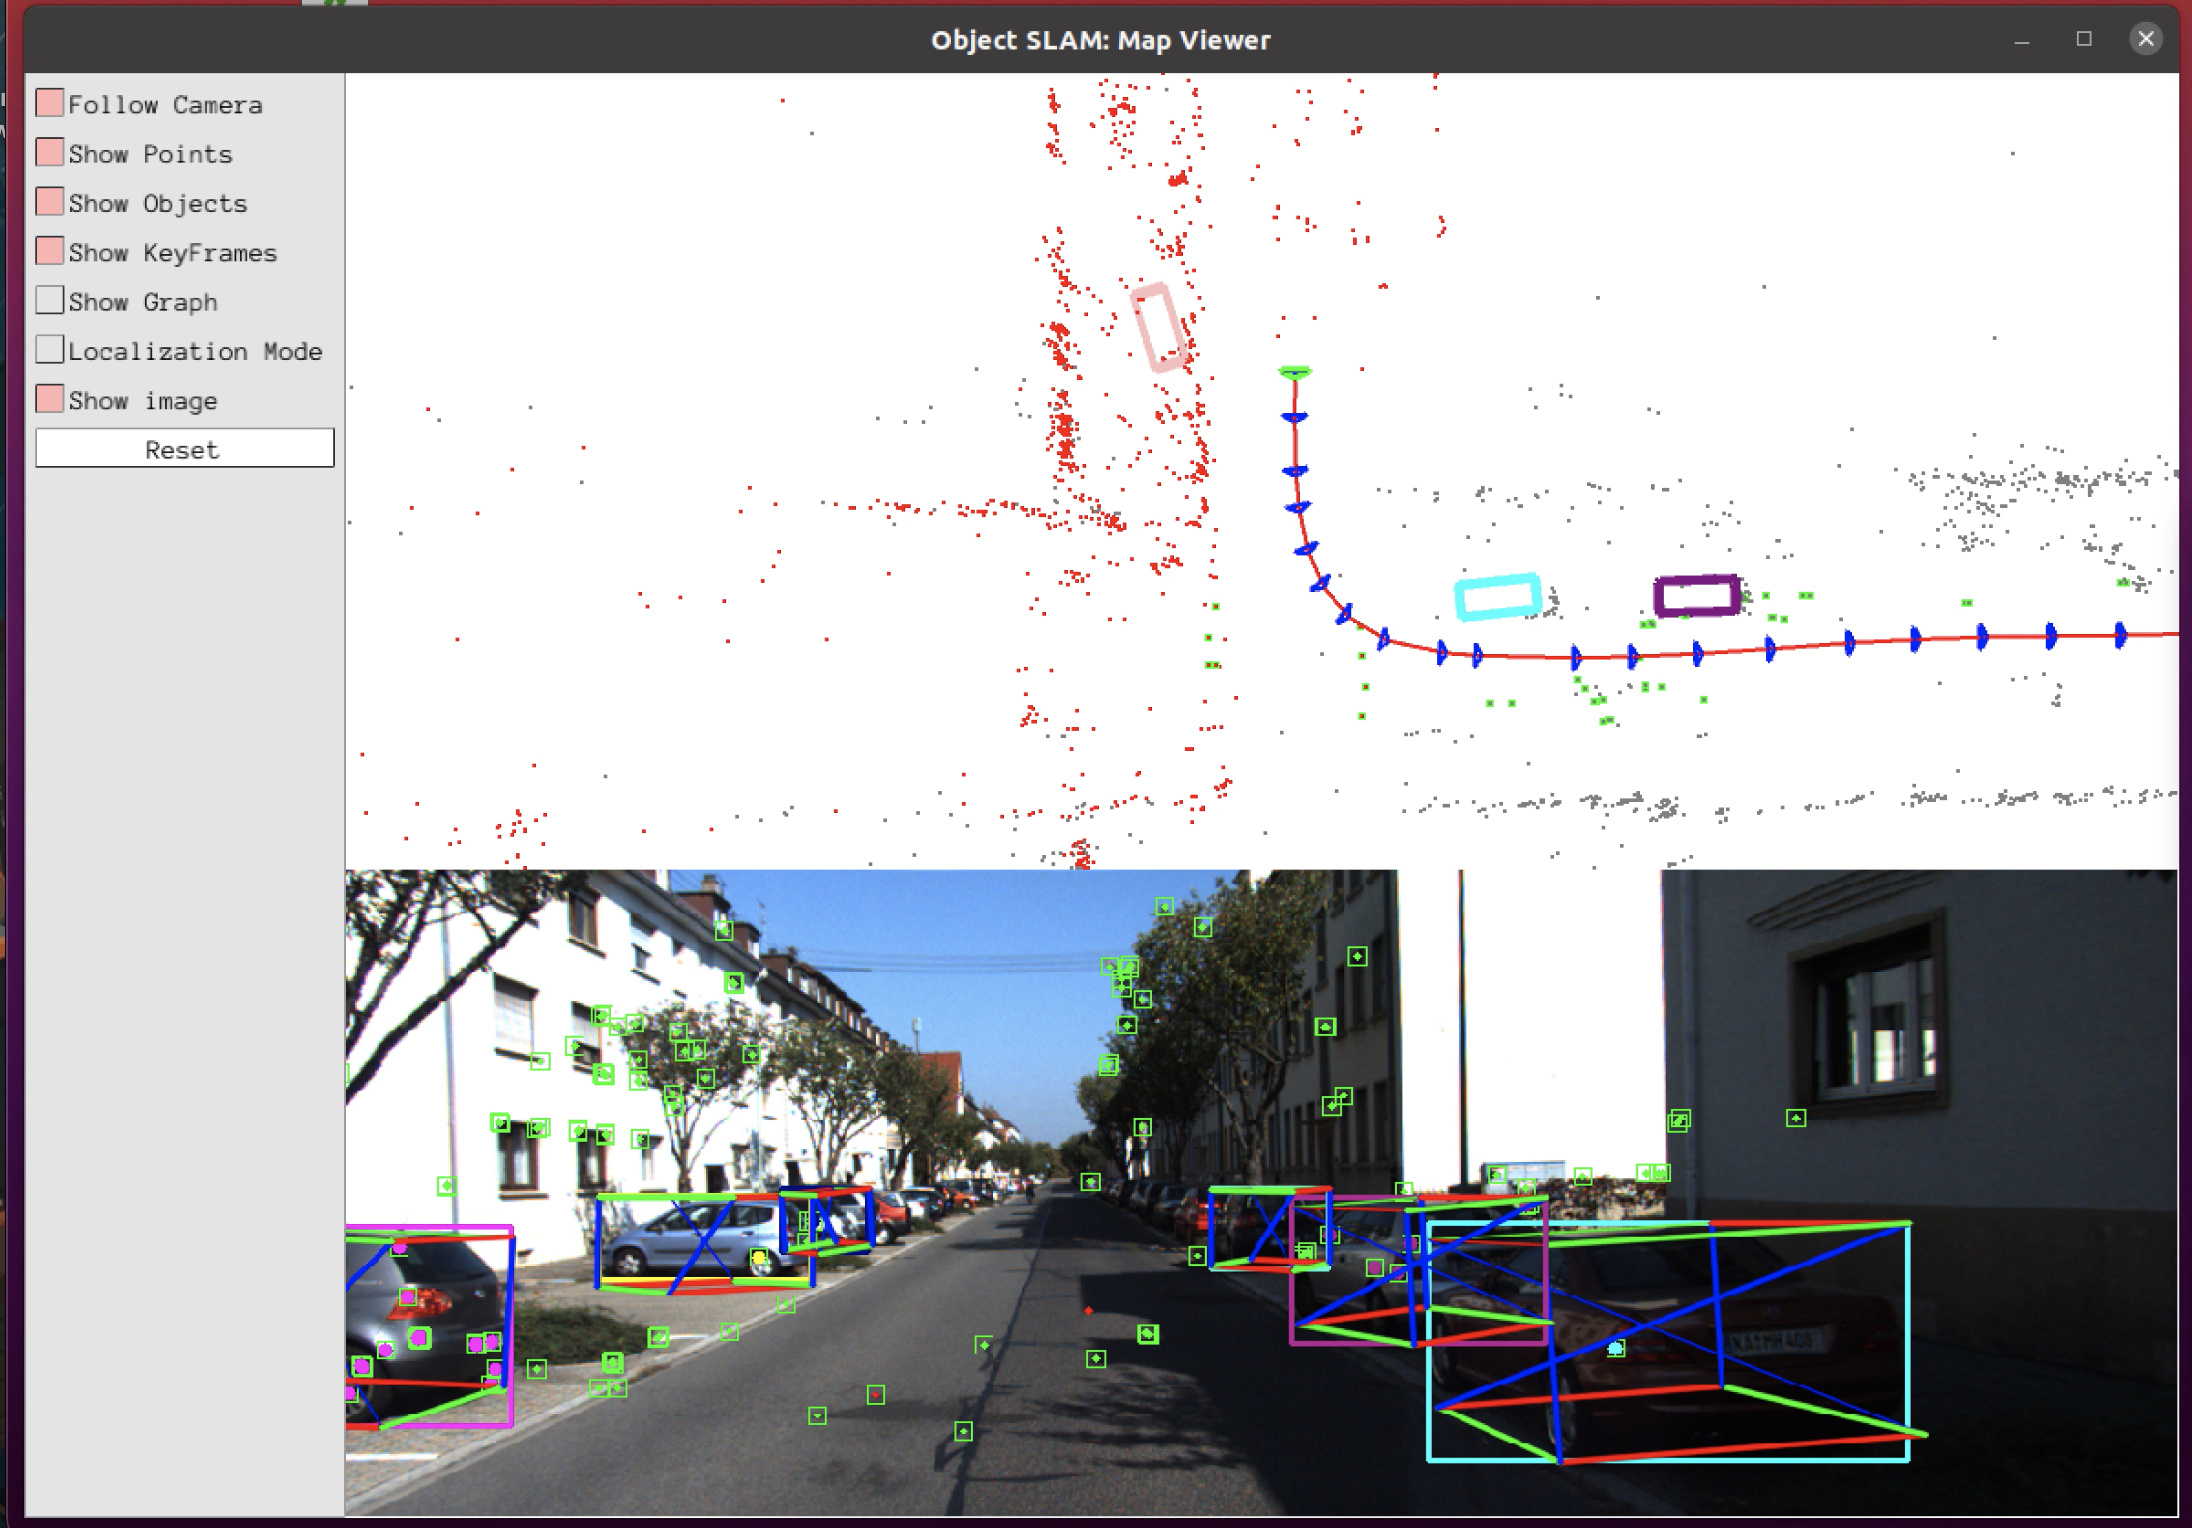 Object SLAM: Map Viewer
Follow Camera
Show Points
Show Objects
Show KeyFrames
Show Graph
Localization Mode
Show image
Reset